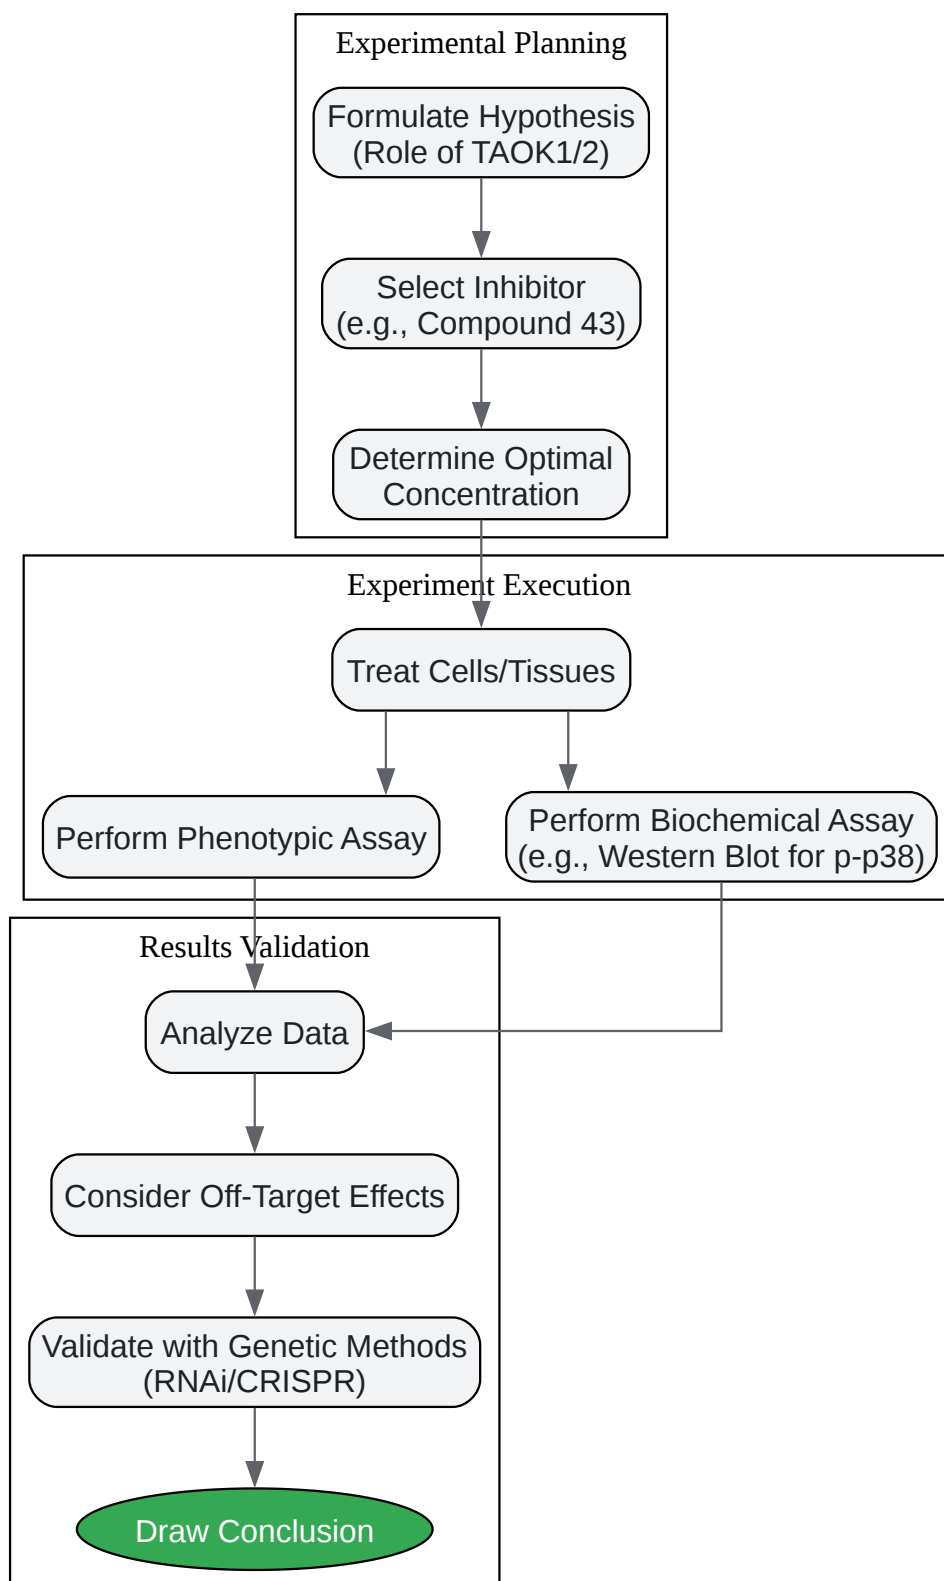 Experimental Planning
Formulate Hypothesis
(Role of TAOK1/2)
Select Inhibitor
(e.g., Compound 43)
Determine Optimal
Concentration
Experiment Execution
Treat Cells/Tissues
Perform Phenotypic Assay
Perform Biochemical Assay
(e.g., Western Blot for p-p38)
Results Validation
Analyze Data
Consider Off-Target Effects
Validate with Genetic Methods
(RNAi/CRISPR)
Draw Conclusion